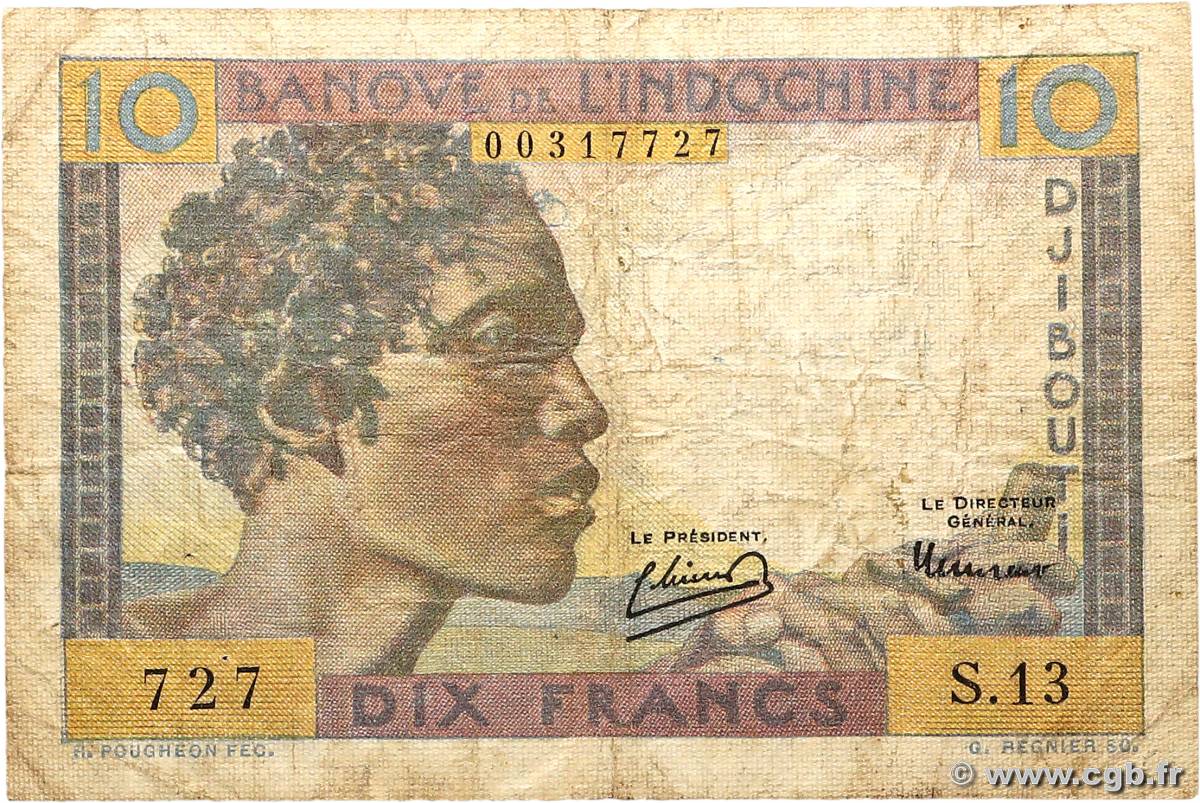 10 BANQUE DE L'INDOCHINE 10
00317727
DJIBOUTI
LE DIRECTEUR
GÉNÉRAL,
LE PRÉSIDENT,
727
S.13
DIX FRANCS
H. POUGHEON FEC.
G. REGNIER SC.
© www.cgb.fr